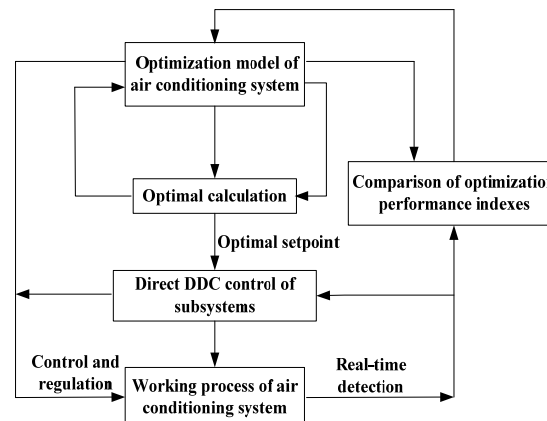 Optimization model of
air conditioning system
Optimal calculation
Comparison of optimization
performance indexes
Optimal setpoint
Direct DDC control of
subsystems
Control and
regulation
Working process of air
conditioning system
Real-time
detection